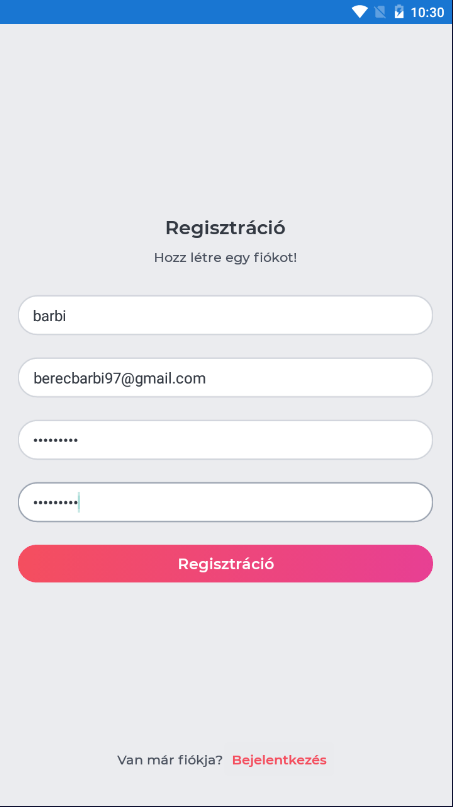 10:30
Regisztráció
Hozz létre egy fiókot!
barbi
berecbarbi97@gmail.com
•••••••••
•••••••••
Regisztráció
Van már fiókja? Bejelentkezés